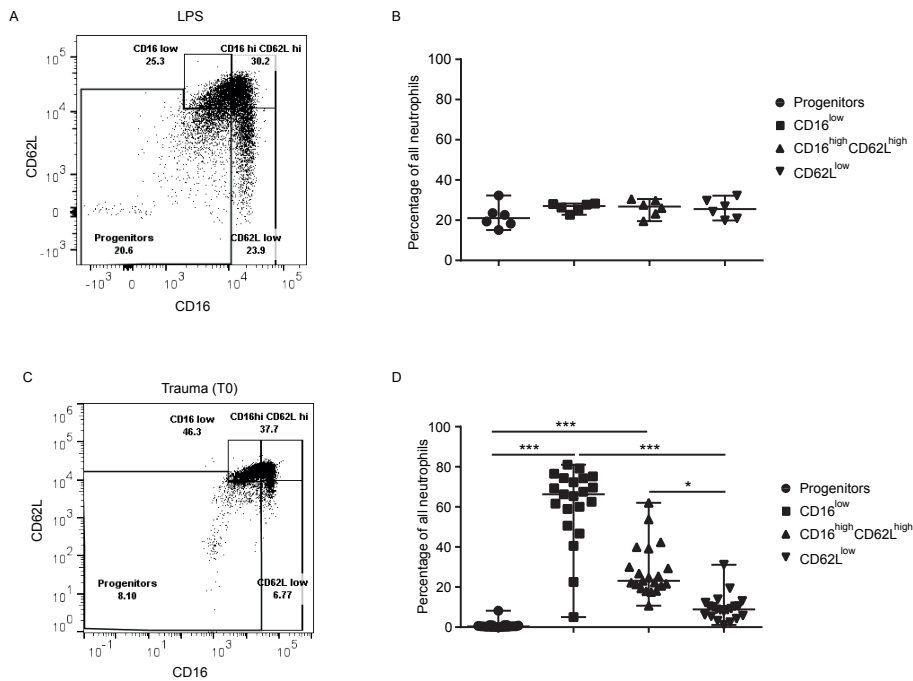 A
LPS
CD16 low
25.3
CD16 hi CD62L hi
30.2
10^5
10^4
10^3
0
-10^3
CD62L
Progenitors
20.6
CD62L low
23.9
-10^3 0 10^3 10^4 10^5
CD16
B
Percentage of all neutrophils
100
80
60
40
20
0
Progenitors
CD16^low
CD16^high CD62L^high
CD62L^low
C
Trauma (T0)
CD16 low
46.3
CD16hi CD62L hi
37.7
10^6
10^5
10^4
10^3
10^2
10^1
10^0
CD62L
Progenitors
8.10
CD62L low
6.77
10^-1 10^1 10^3 10^5
CD16
D
Percentage of all neutrophils
100
80
60
40
20
0
***
*** ***
*
Progenitors
CD16^low
CD16^high CD62L^high
CD62L^low